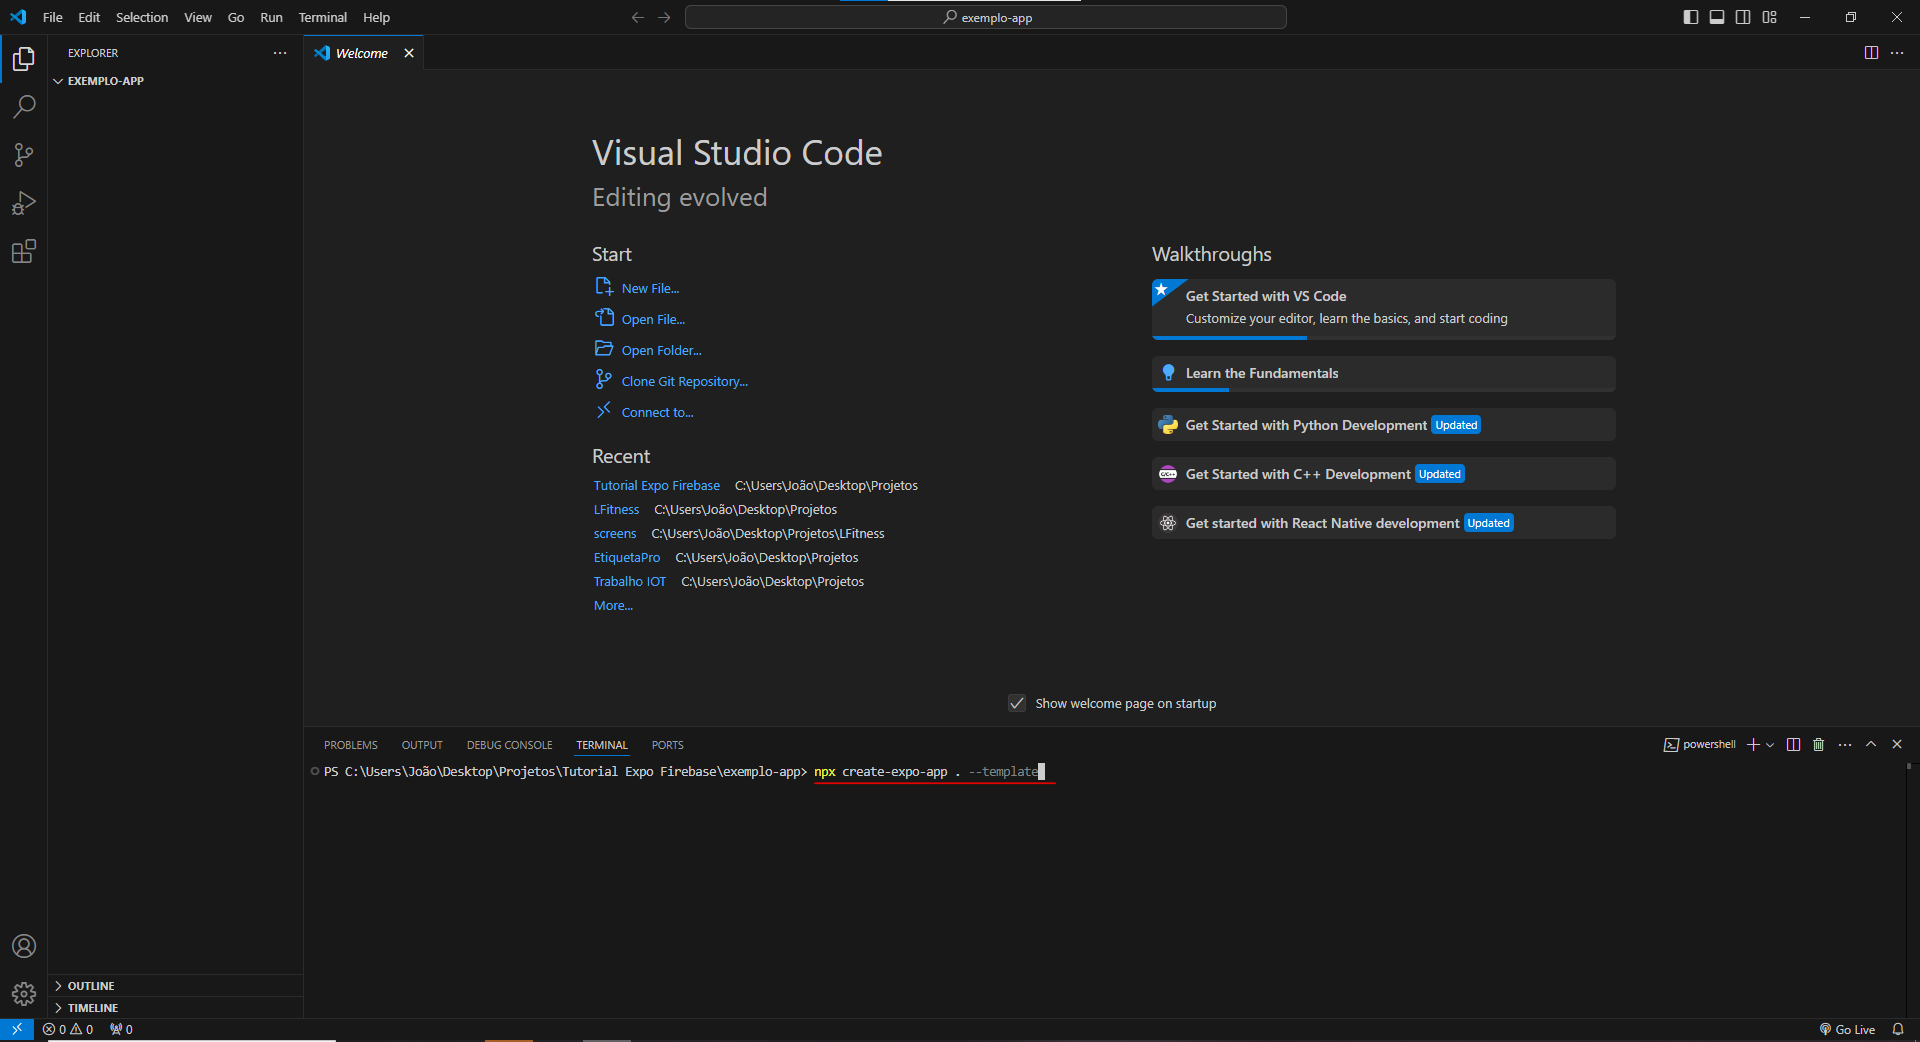 File Edit Selection View Go Run Terminal Help
exemplo-app
EXPLORER
EXEMPLO-APP
Welcome
Visual Studio Code
Editing evolved
Start
New File...
Open File...
Open Folder...
Clone Git Repository...
Connect to...
Recent
Tutorial Expo Firebase C:\Users\João\Desktop\Projetos
LFitness C:\Users\João\Desktop\Projetos
screens C:\Users\João\Desktop\Projetos\LFitness
EtiquetaPro C:\Users\João\Desktop\Projetos
Trabalho IOT C:\Users\João\Desktop\Projetos
More...
Walkthroughs
Get Started with VS Code
Customize your editor, learn the basics, and start coding
Learn the Fundamentals
Get Started with Python Development Updated
C/C++ Get Started with C++ Development Updated
Get started with React Native development Updated
Show welcome page on startup
PROBLEMS OUTPUT DEBUG CONSOLE TERMINAL PORTS
powershell
PS C:\Users\João\Desktop\Projetos\Tutorial Expo Firebase\exemplo-app> npx create-expo-app . --template
OUTLINE
TIMELINE
0 0 0
Go Live